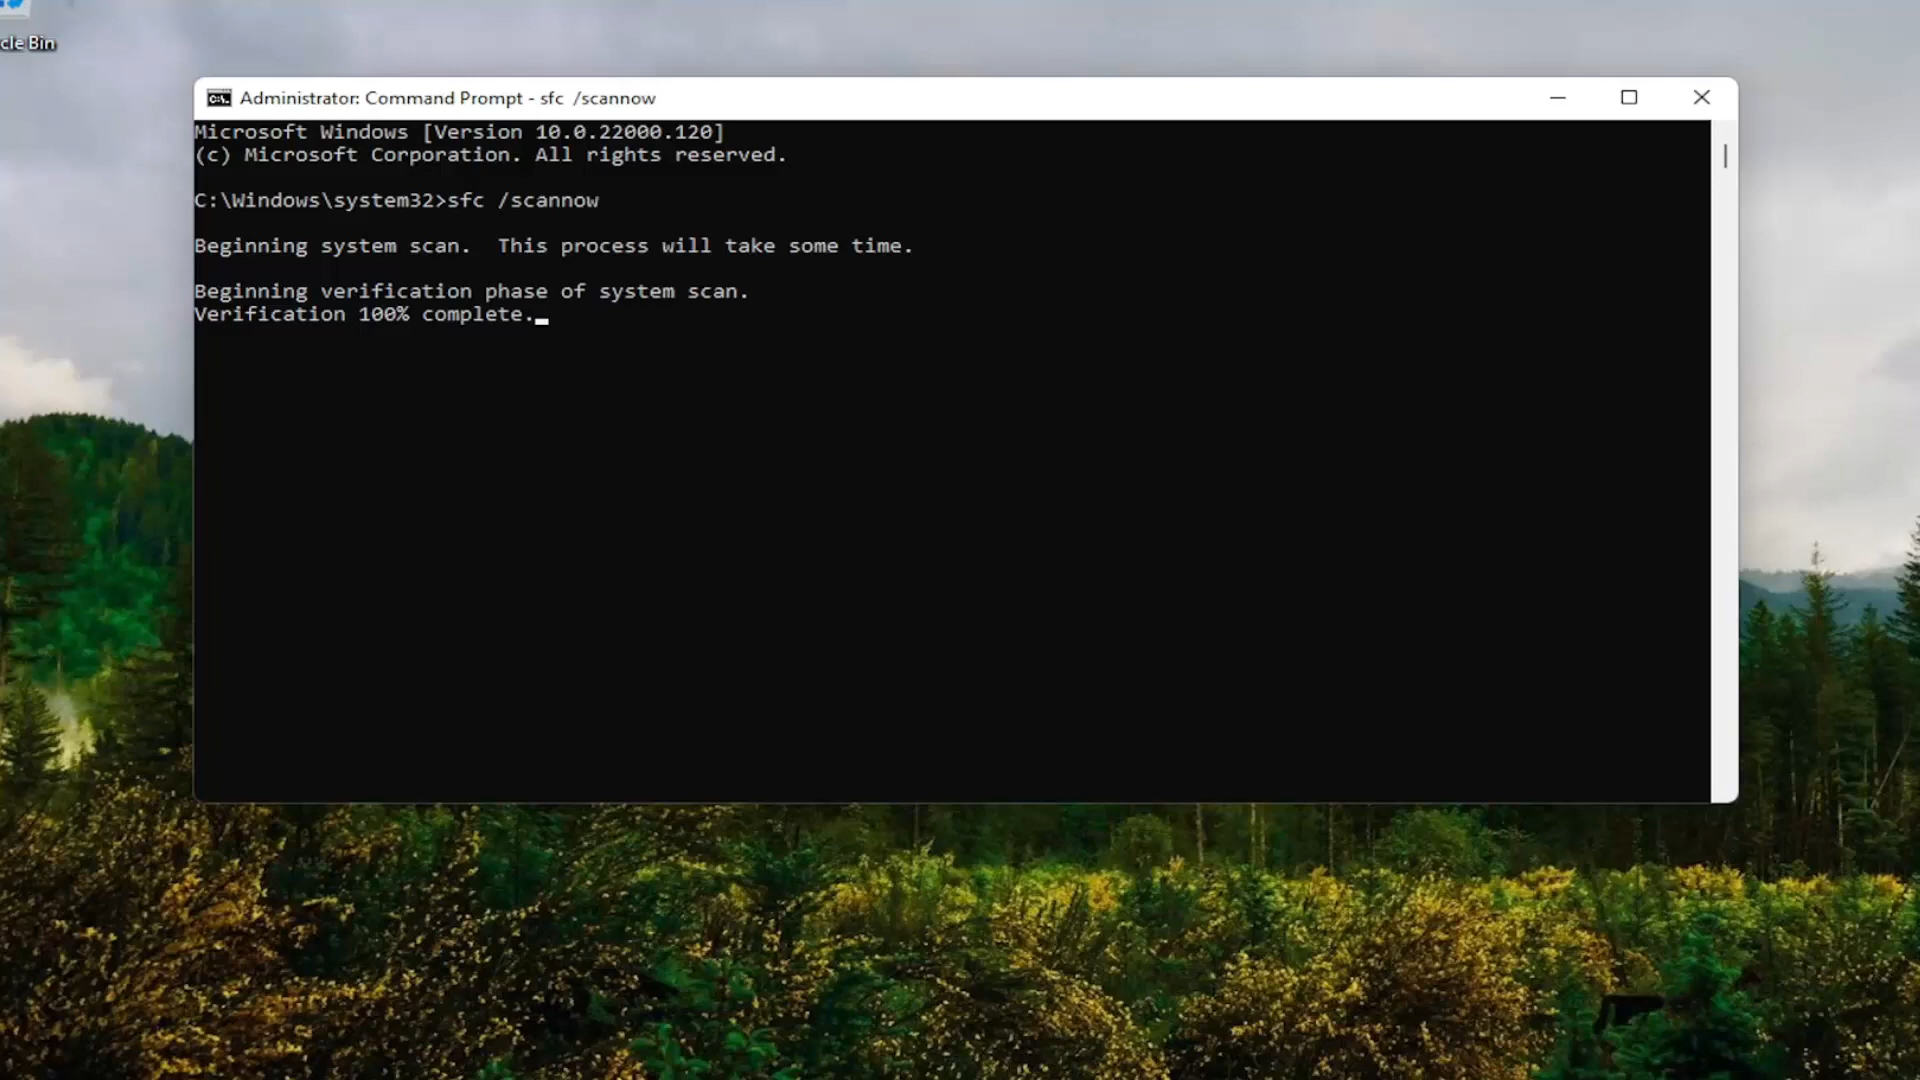 cle Bin
Administrator: Command Prompt - sfc  /scannow
Microsoft Windows [Version 10.0.22000.120]
(c) Microsoft Corporation. All rights reserved.
C:\Windows\system32>sfc /scannow
Beginning system scan.  This process will take some time.
Beginning verification phase of system scan.
Verification 100% complete.